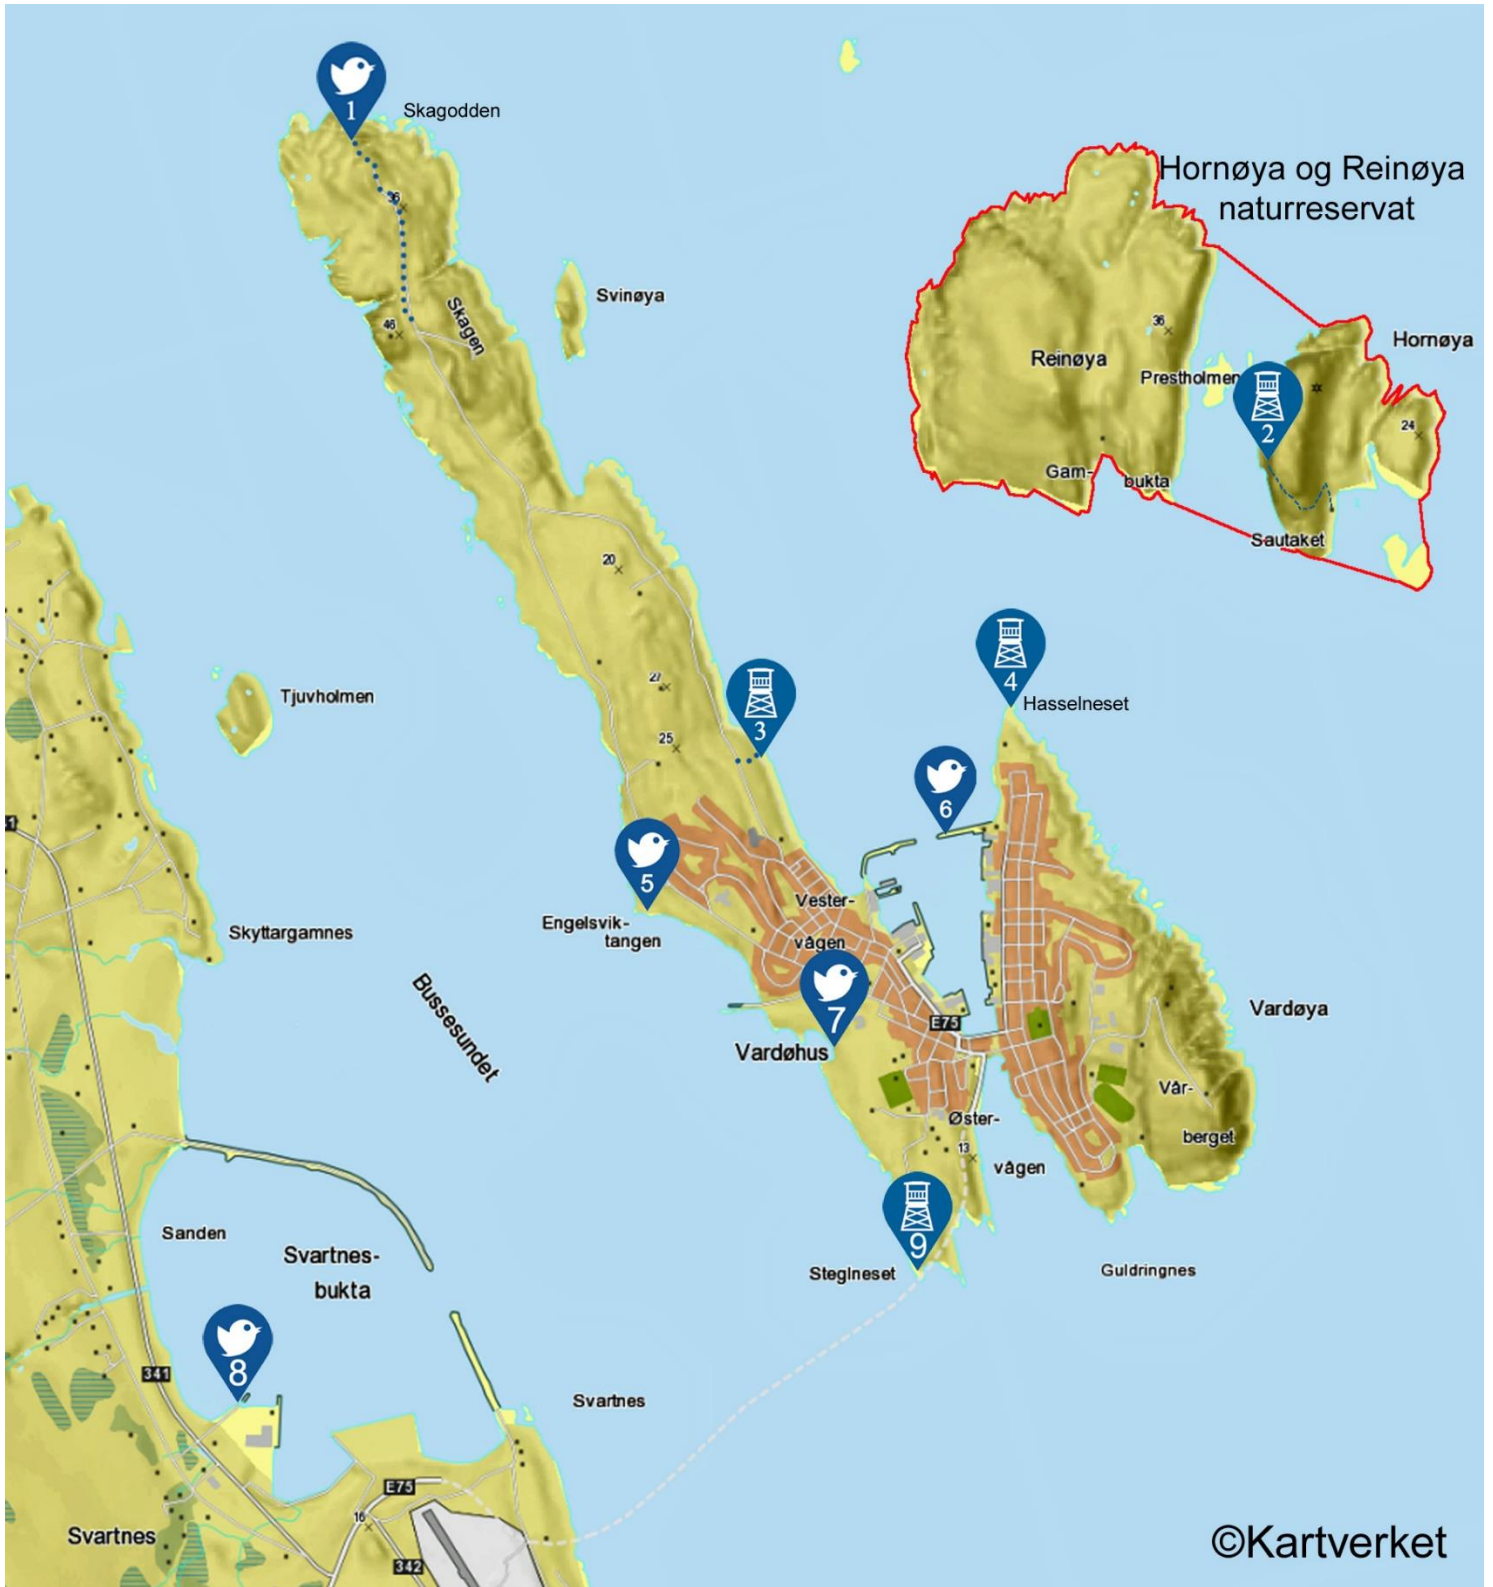 1
Skagodden
Hornøya og Reinøya
naturreservat
36
Svinøya
Skagen
46
36
Hornøya
Reinøya
Prestholmen
2
24
Gam-
bukta
Sautaket
20
27
Tjuvholmen
4
Hasselneset
3
25
6
5
Vester-
vågen
Engelsvik-
tangen
Skyttargamnes
Bussesundet
7
E75
Vardøya
Vardøhus
Vår-
berget
Øster-
vågen
13
Sanden
Svartnes-
bukta
9
Steglneset
Guldringnes
8
341
Svartnes
E75
16
Svartnes
342
©Kartverket